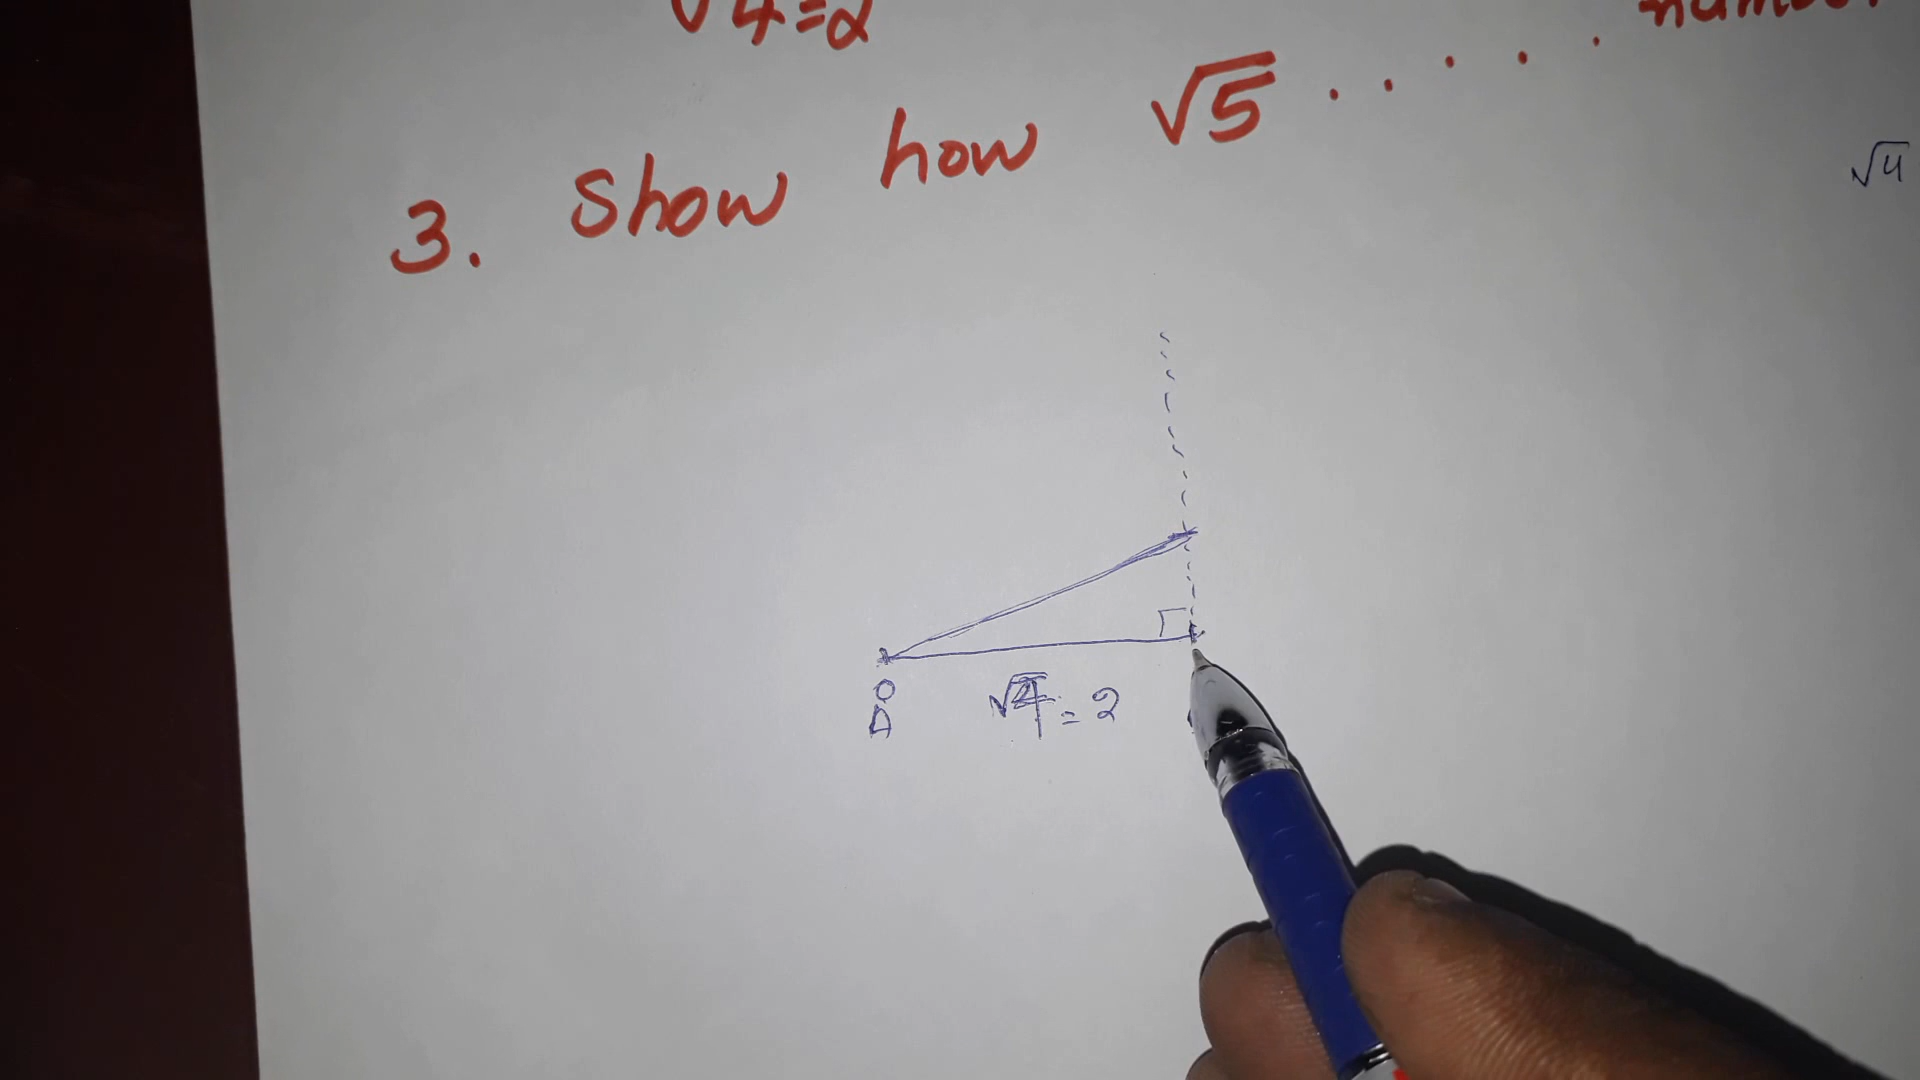 √4=2
3. Show how √5 . . . . .
√4
O
A √4 = 2